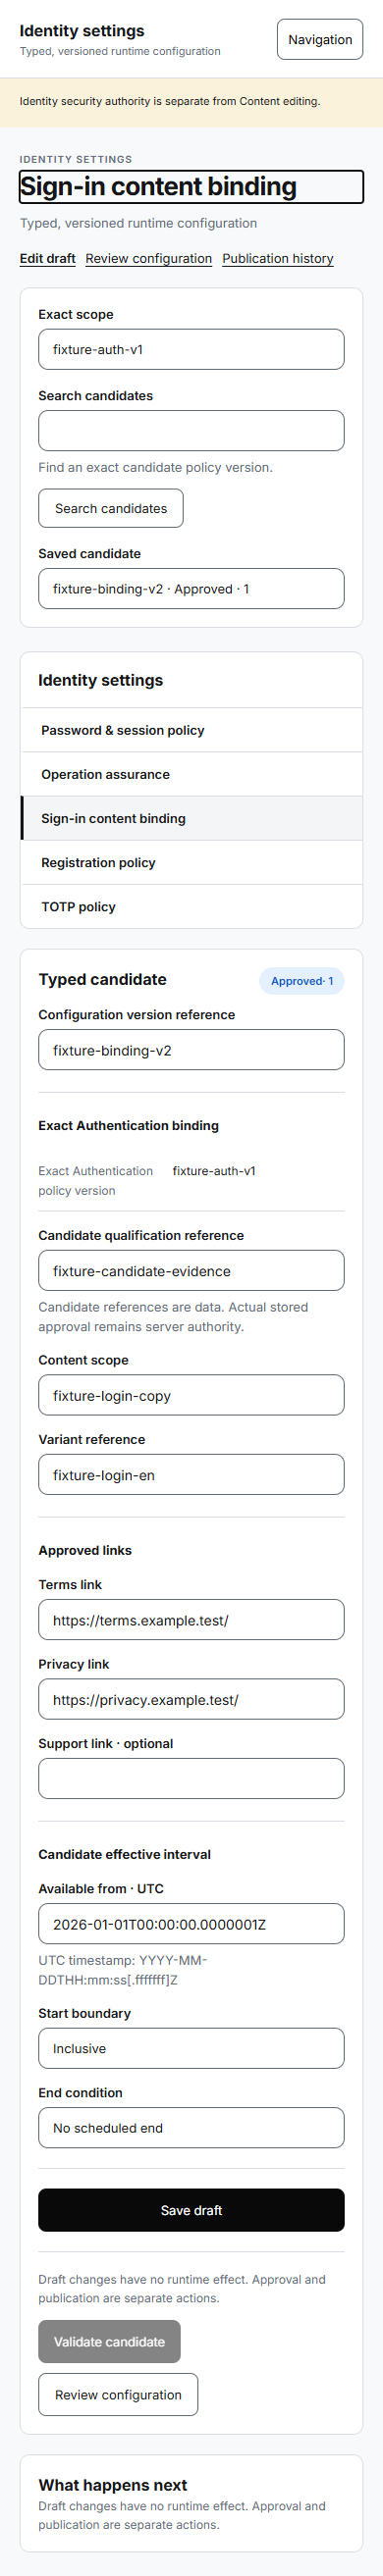 Identity settings
Typed, versioned runtime configuration
Navigation
Identity security authority is separate from Content editing.
IDENTITY SETTINGS
Sign-in content binding
Typed, versioned runtime configuration
Edit draft Review configuration Publication history
Exact scope
fixture-auth-v1
Search candidates
Find an exact candidate policy version.
Search candidates
Saved candidate
fixture-binding-v2 · Approved · 1
Identity settings
Password & session policy
Operation assurance
Sign-in content binding
Registration policy
TOTP policy
Typed candidate
Approved· 1
Configuration version reference
fixture-binding-v2
Exact Authentication binding
Exact Authentication policy version
fixture-auth-v1
Candidate qualification reference
fixture-candidate-evidence
Candidate references are data. Actual stored
approval remains server authority.
Content scope
fixture-login-copy
Variant reference
fixture-login-en
Approved links
Terms link
https://terms.example.test/
Privacy link
https://privacy.example.test/
Support link · optional
Candidate effective interval
Available from · UTC
2026-01-01T00:00:00.0000001Z
UTC timestamp: YYYY-MM-
DDTHH:mm:ss[.fffffff]Z
Start boundary
Inclusive
End condition
No scheduled end
Save draft
Draft changes have no runtime effect. Approval and
publication are separate actions.
Validate candidate
Review configuration
What happens next
Draft changes have no runtime effect. Approval and
publication are separate actions.